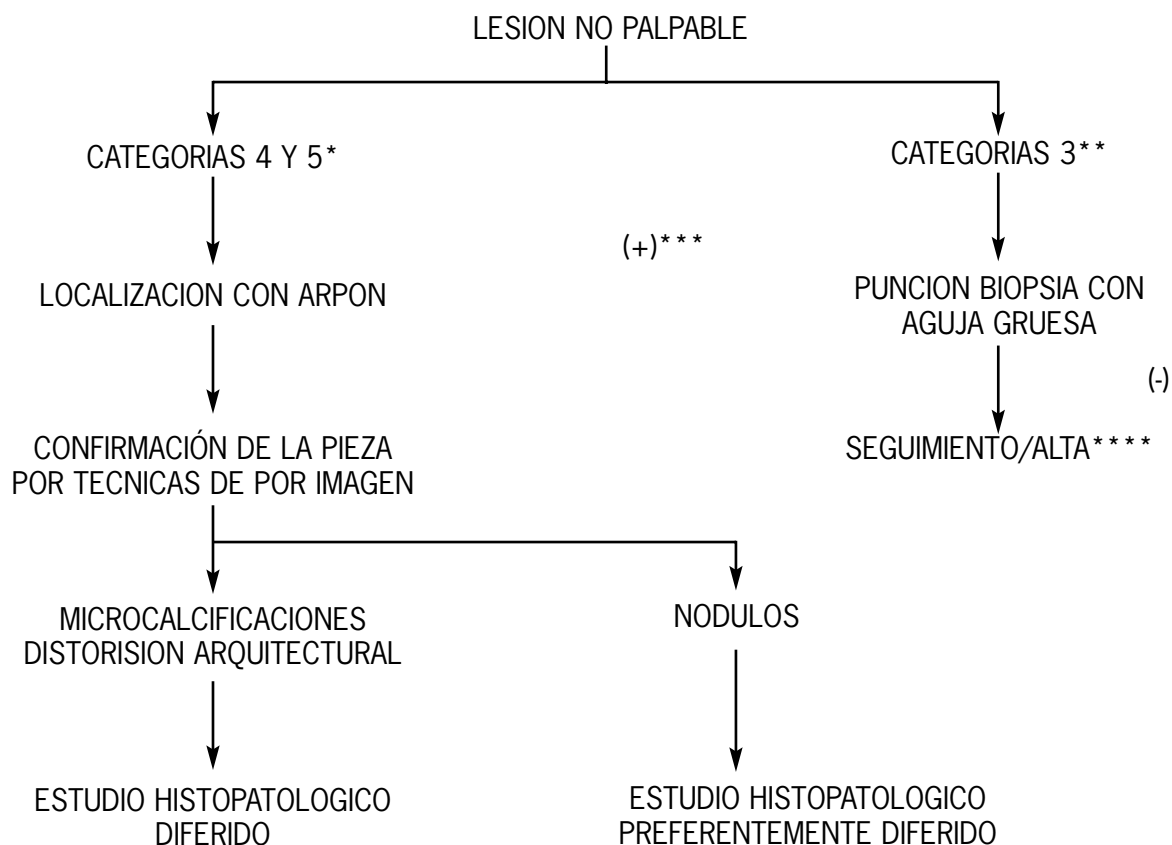 LESION NO PALPABLE
CATEGORIAS 4 Y 5*
CATEGORIAS 3**
(+)***
LOCALIZACION CON ARPON
PUNCION BIOPSIA CON
AGUJA GRUESA
(-)
CONFIRMACIÓN DE LA PIEZA
POR TECNICAS DE POR IMAGEN
SEGUIMIENTO/ALTA****
MICROCALCIFICACIONES
DISTORISION ARQUITECTURAL
NODULOS
ESTUDIO HISTOPATOLOGICO
DIFERIDO
ESTUDIO HISTOPATOLOGICO
PREFERENTEMENTE DIFERIDO